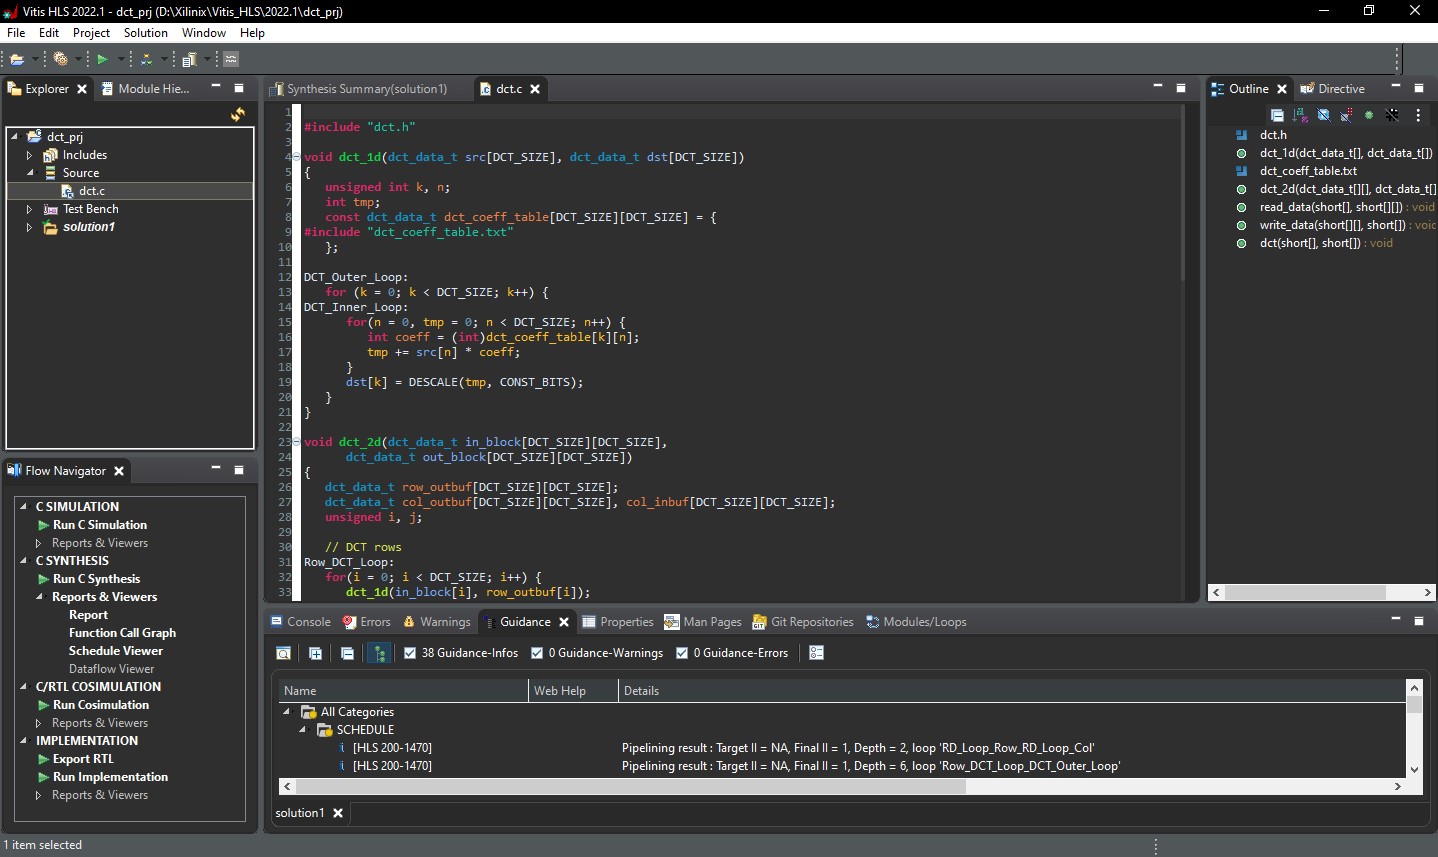 Vitis HLS 2022.1 - dct_prj (D:\Xilinix\Vitis_HLS\2022.1\dct_prj)
File Edit Project Solution Window Help
Explorer
Module Hie...
dct_prj
Includes
Source
dct.c
Test Bench
solution1
Flow Navigator
C SIMULATION
Run C Simulation
Reports & Viewers
C SYNTHESIS
Run C Synthesis
Reports & Viewers
Report
Function Call Graph
Schedule Viewer
Dataflow Viewer
C/RTL COSIMULATION
Run Cosimulation
Reports & Viewers
IMPLEMENTATION
Export RTL
Run Implementation
Reports & Viewers
Synthesis Summary(solution1)
dct.c
1
2 #include "dct.h"
3
4 void dct_1d(dct_data_t src[DCT_SIZE], dct_data_t dst[DCT_SIZE])
5 {
6 unsigned int k, n;
7 int tmp;
8 const dct_data_t dct_coeff_table[DCT_SIZE][DCT_SIZE] = {
9 #include "dct_coeff_table.txt"
10 };
11
12 DCT_Outer_Loop:
13 for (k = 0; k < DCT_SIZE; k++) {
14 DCT_Inner_Loop:
15 for(n = 0, tmp = 0; n < DCT_SIZE; n++) {
16 int coeff = (int)dct_coeff_table[k][n];
17 tmp += src[n] * coeff;
18 }
19 dst[k] = DESCALE(tmp, CONST_BITS);
20 }
21 }
22
23 void dct_2d(dct_data_t in_block[DCT_SIZE][DCT_SIZE],
24 dct_data_t out_block[DCT_SIZE][DCT_SIZE])
25 {
26 dct_data_t row_outbuf[DCT_SIZE][DCT_SIZE];
27 dct_data_t col_outbuf[DCT_SIZE][DCT_SIZE], col_inbuf[DCT_SIZE][DCT_SIZE];
28 unsigned i, j;
29
30 // DCT rows
31 Row_DCT_Loop:
32 for(i = 0; i < DCT_SIZE; i++) {
33 dct_1d(in_block[i], row_outbuf[i]);
Outline
Directive
dct.h
dct_1d(dct_data_t[], dct_data_t[])
dct_coeff_table.txt
dct_2d(dct_data_t[][], dct_data_t[]
read_data(short[], short[][]) : void
write_data(short[][], short[]) : voic
dct(short[], short[]) : void
Console Errors Warnings Guidance Properties Man Pages Git Repositories Modules/Loops
38 Guidance-Infos 0 Guidance-Warnings 0 Guidance-Errors
Name Web Help Details
All Categories
SCHEDULE
[HLS 200-1470] Pipelining result : Target II = NA, Final II = 1, Depth = 2, loop 'RD_Loop_Row_RD_Loop_Col'
[HLS 200-1470] Pipelining result : Target II = NA, Final II = 1, Depth = 6, loop 'Row_DCT_Loop_DCT_Outer_Loop'
solution1
1 item selected